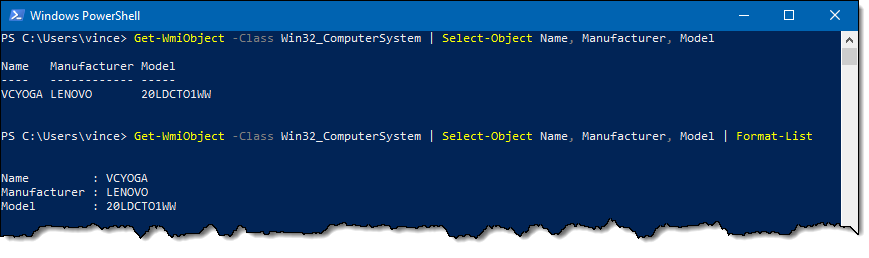 Windows PowerShell
PS C:\Users\vince> Get-WmiObject -Class Win32_ComputerSystem | Select-Object Name, Manufacturer, Model
Name   Manufacturer Model
----   ------------ -----
VCYOGA LENOVO       20LDCTO1WW
PS C:\Users\vince> Get-WmiObject -Class Win32_ComputerSystem | Select-Object Name, Manufacturer, Model | Format-List
Name         : VCYOGA
Manufacturer : LENOVO
Model        : 20LDCTO1WW